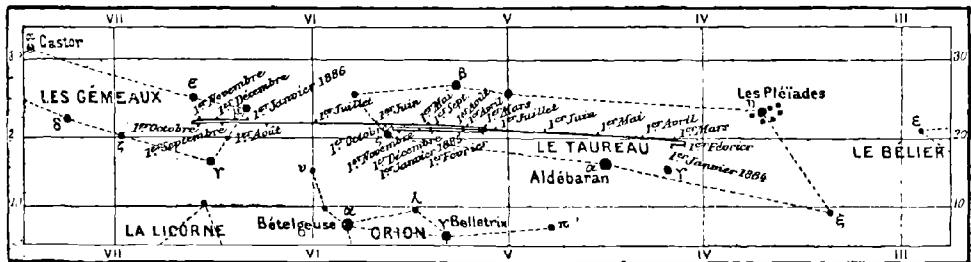 VII VI V IV III
30 30
Castor
ε
1er Novembre
1er Décembre
1er Janvier 1886
β
LES GÉMEAUX
1er Juillet
1er Juin
1er Mai
1er Sept
1er Août
1er Avril
1er Mars
1er Juillet
1er Juin
1er Mai
1er Avril
1er Mars
1er Février
1er Janvier 1884
Les Pléïades
η
ε
δ
1er Octobre
ζ
1er Septembre
1er Août
γ
20 20
1er Octobre
ζ
1er Novembre
1er Décembre
1er Janvier 1885
1er Février
LE TAUREAU
LE BÉLIER
α
Aldébaran
γ
ν
10
λ
α
Bételgeuse
γ Bellatrix
π'
ξ
LA LICORNE
ORION
VII VI V IV III